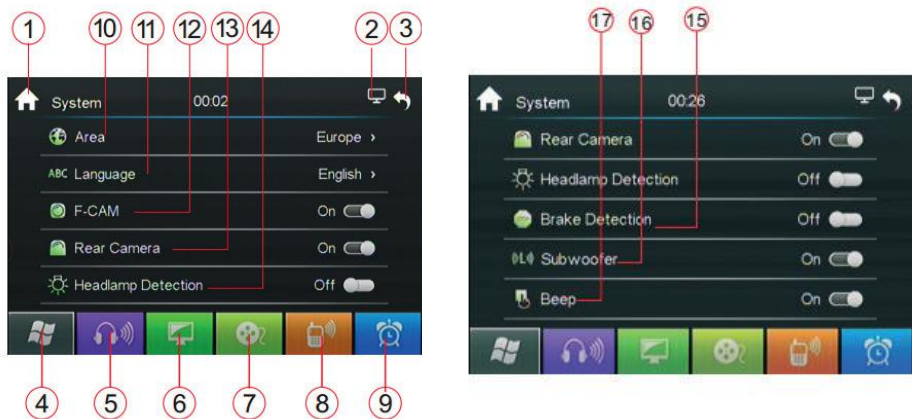 1 10 11 12 13 14 2 3
System 00:02
Area Europe ›
ABC Language English ›
F-CAM On
Rear Camera On
Headlamp Detection Off
4 5 6 7 8 9
17 16 15
System 00:26
Rear Camera On
Headlamp Detection Off
Brake Detection Off
L Subwoofer On
Beep On